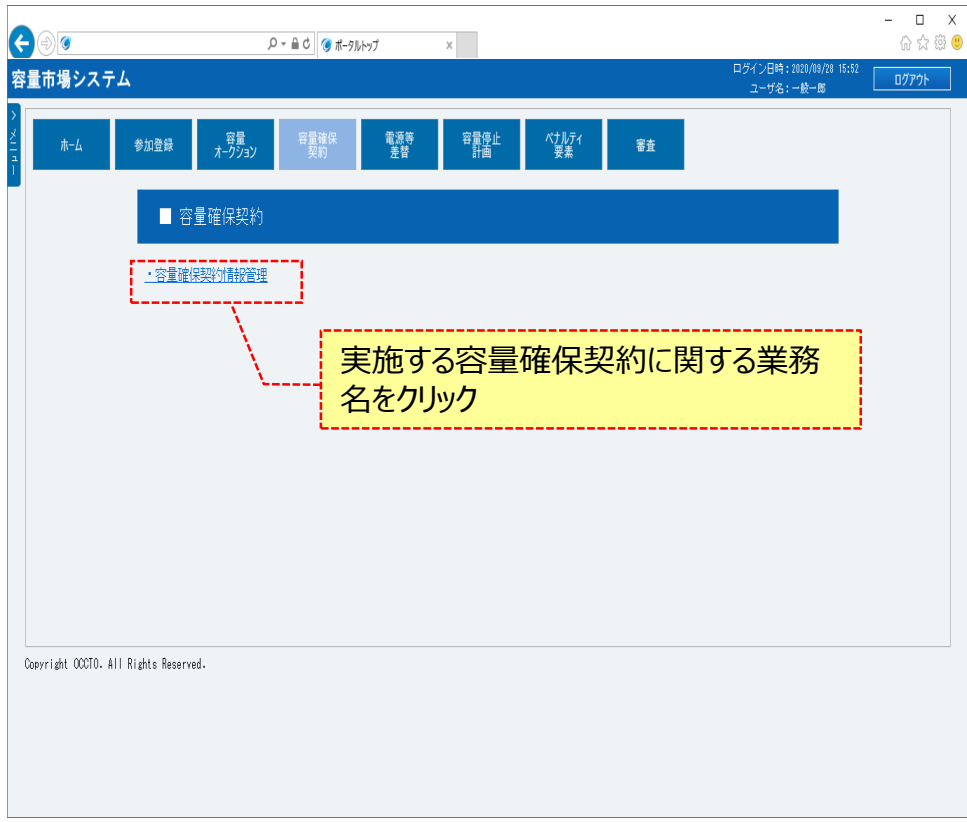 ポータルトップ
容量市場システム
ログイン日時：2020/09/28 15:52
ユーザ名：一般一郎
ログアウト
＞メニュー
ホーム
参加登録
容量
オークション
容量確保
契約
電源等
差替
容量停止
計画
ペナルティ
要素
審査
■ 容量確保契約
・容量確保契約情報管理
実施する容量確保契約に関する業務
名をクリック
Copyright OCCTO. All Rights Reserved.